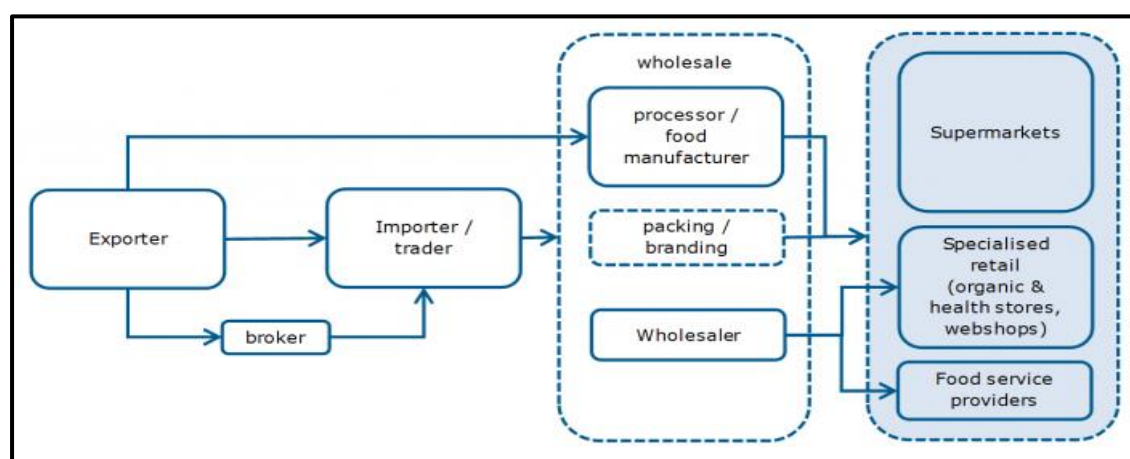 wholesale
processor /
food
manufacturer
Supermarkets
Exporter
Importer /
trader
packing /
branding
Specialised
retail
(organic &
health stores,
webshops)
broker
Wholesaler
Food service
providers